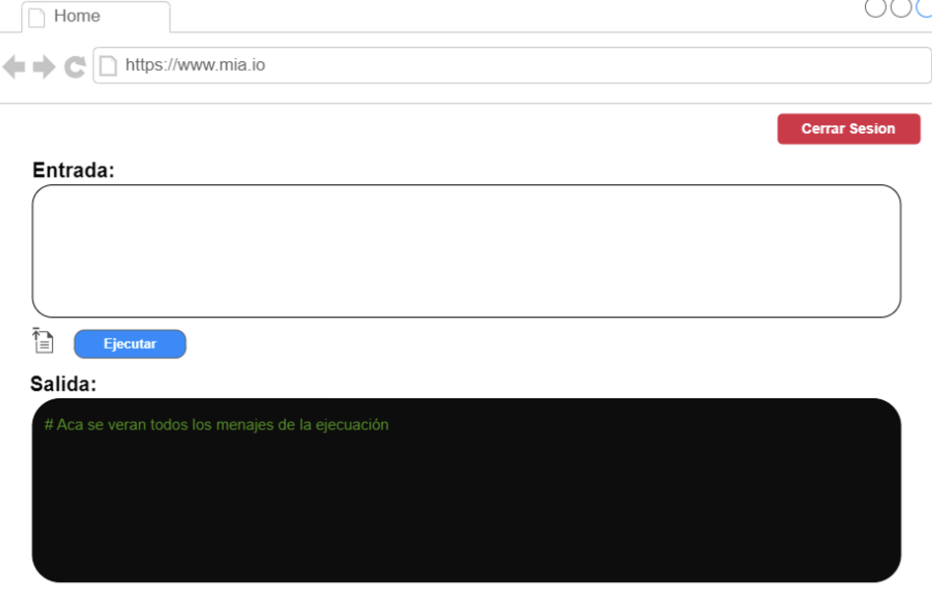 Home
https://www.mia.io
Cerrar Sesion
Entrada:
Ejecutar
Salida:
# Aca se veran todos los menajes de la ejecuación